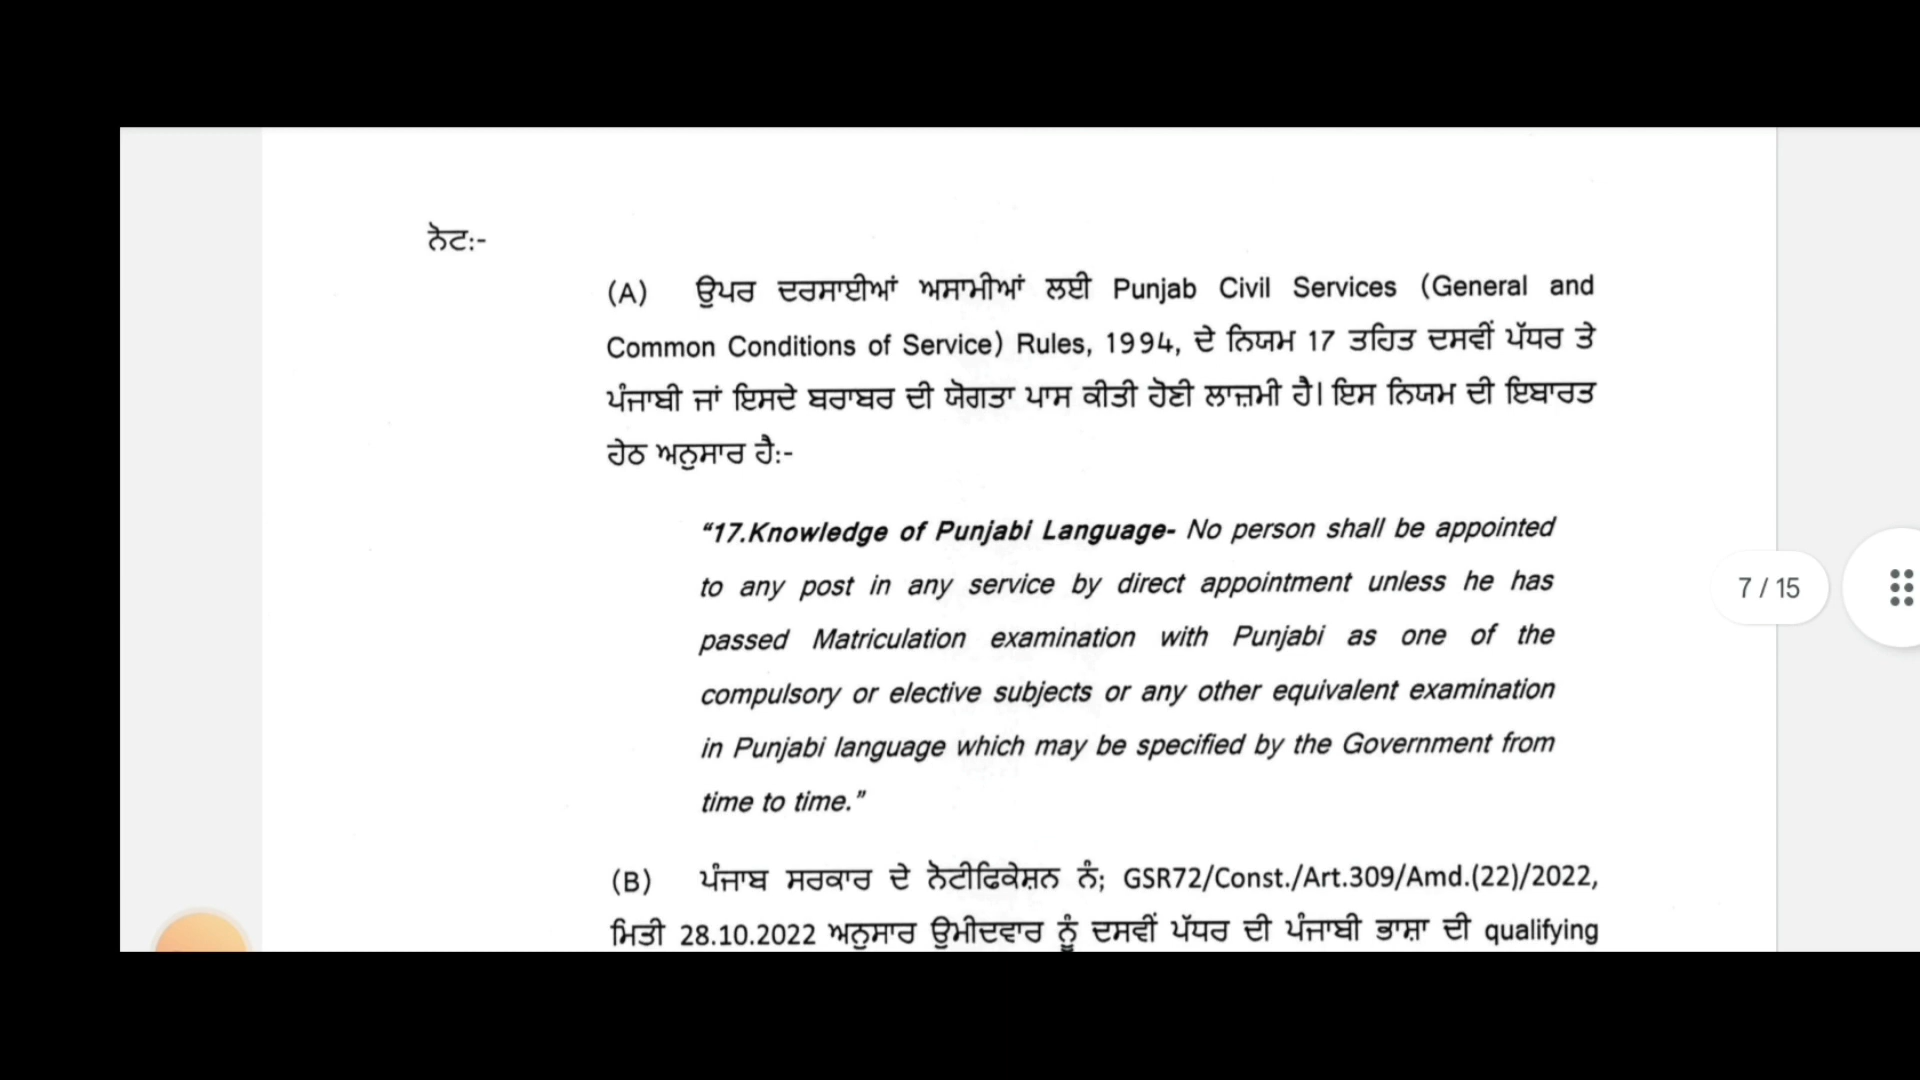 ਨੋਟ:-
(A) ਉਪਰ ਦਰਸਾਈਆਂ ਅਸਾਮੀਆਂ ਲਈ Punjab Civil Services (General and
Common Conditions of Service) Rules, 1994, ਦੇ ਨਿਯਮ 17 ਤਹਿਤ ਦਸਵੀਂ ਪੱਧਰ ਤੇ
ਪੰਜਾਬੀ ਜਾਂ ਇਸਦੇ ਬਰਾਬਰ ਦੀ ਯੋਗਤਾ ਪਾਸ ਕੀਤੀ ਹੋਣੀ ਲਾਜ਼ਮੀ ਹੈ। ਇਸ ਨਿਯਮ ਦੀ ਇਬਾਰਤ
ਹੇਠ ਅਨੁਸਾਰ ਹੈ:-
“17.Knowledge of Punjabi Language- No person shall be appointed
to any post in any service by direct appointment unless he has
passed Matriculation examination with Punjabi as one of the
compulsory or elective subjects or any other equivalent examination
in Punjabi language which may be specified by the Government from
time to time.”
7 / 15
(B) ਪੰਜਾਬ ਸਰਕਾਰ ਦੇ ਨੋਟੀਫਿਕੇਸ਼ਨ ਨੰ; GSR72/Const./Art.309/Amd.(22)/2022,
ਮਿਤੀ 28.10.2022 ਅਨੁਸਾਰ ਉਮੀਦਵਾਰ ਨੂੰ ਦਸਵੀਂ ਪੱਧਰ ਦੀ ਪੰਜਾਬੀ ਭਾਸ਼ਾ ਦੀ qualifying